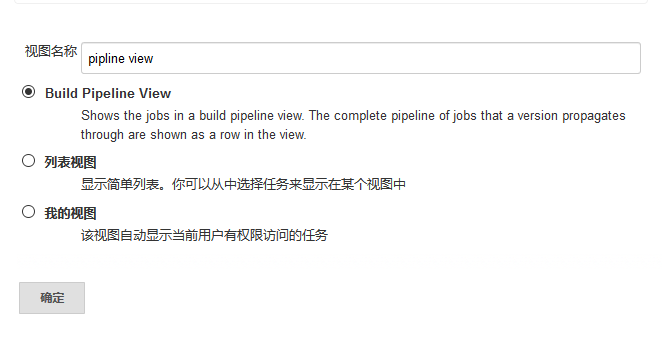 视图名称 pipline view
Build Pipeline View
Shows the jobs in a build pipeline view. The complete pipeline of jobs that a version propagates
through are shown as a row in the view.
列表视图
显示简单列表。你可以从中选择任务来显示在某个视图中
我的视图
该视图自动显示当前用户有权限访问的任务
确定